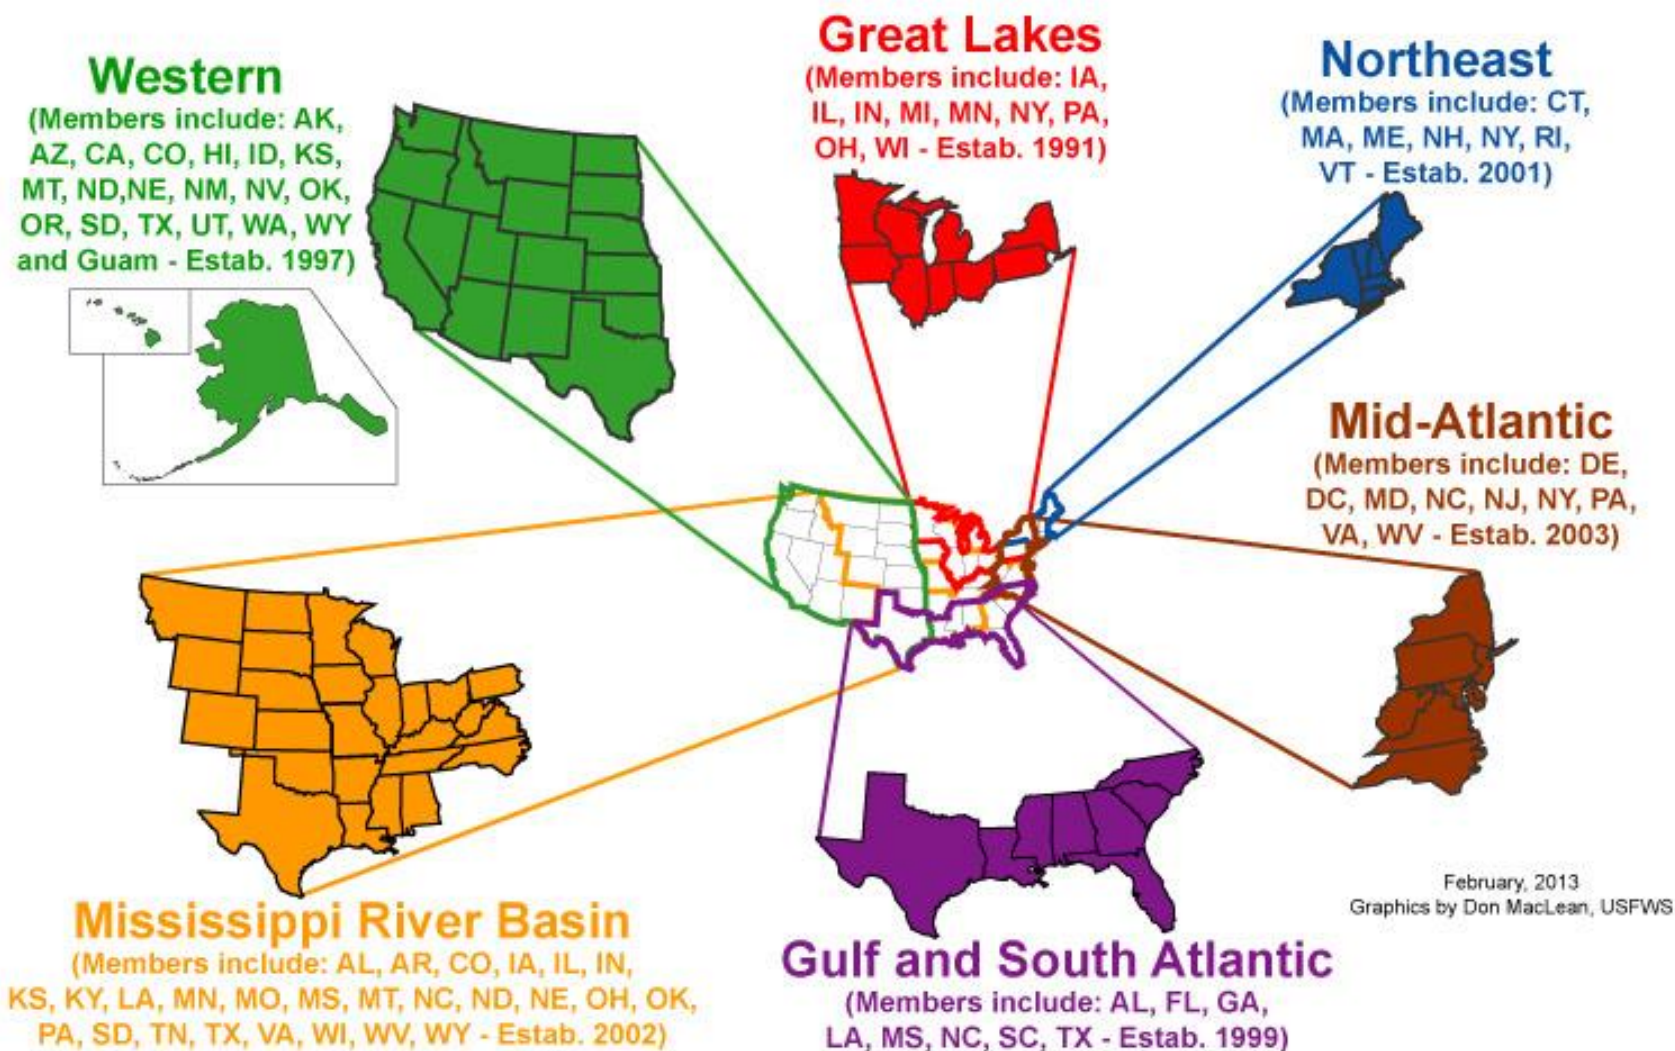 Western
(Members include: AK,
AZ, CA, CO, HI, ID, KS,
MT, ND,NE, NM, NV, OK,
OR, SD, TX, UT, WA, WY
and Guam - Estab. 1997)
Great Lakes
(Members include: IA,
IL, IN, MI, MN, NY, PA,
OH, WI - Estab. 1991)
Northeast
(Members include: CT,
MA, ME, NH, NY, RI,
VT - Estab. 2001)
Mid-Atlantic
(Members include: DE,
DC, MD, NC, NJ, NY, PA,
VA, WV - Estab. 2003)
Mississippi River Basin
(Members include: AL, AR, CO, IA, IL, IN,
KS, KY, LA, MN, MO, MS, MT, NC, ND, NE, OH, OK,
PA, SD, TN, TX, VA, WI, WV, WY - Estab. 2002)
Gulf and South Atlantic
(Members include: AL, FL, GA,
LA, MS, NC, SC, TX - Estab. 1999)
February, 2013
Graphics by Don MacLean, USFWS